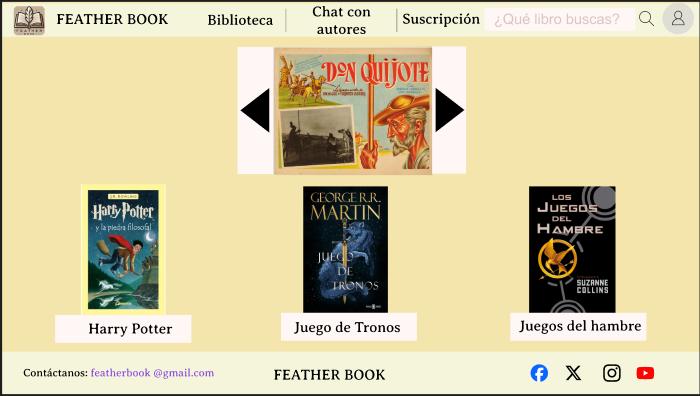 FEATHER BOOK
Biblioteca
Chat con
autores
Suscripción
¿Qué libro buscas?
FEATHER
DON QUIJOTE
J.K. ROWLING
Harry Potter
y la piedra filosofal
GEORGE R.R.
MARTIN
JUEGO
DE
TRONOS
LOS
JUEGOS
DEL
HAMBRE
SUZANNE
COLLINS
Harry Potter
Juego de Tronos
Juegos del hambre
Contáctanos: featherbook @gmail.com
FEATHER BOOK